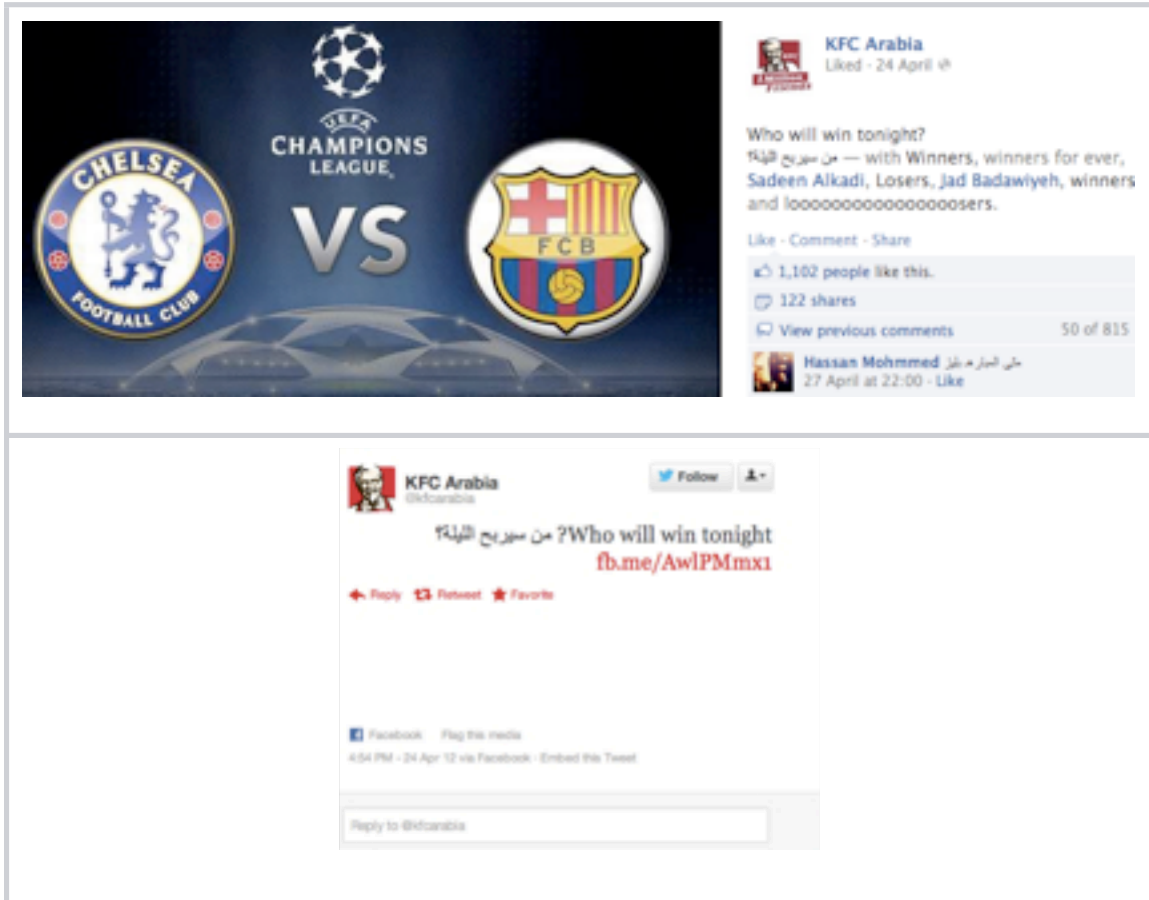 UEFA
CHAMPIONS
LEAGUE
VS
CHELSEA
FOOTBALL CLUB
FCB
KFC Arabia
Liked · 24 April
Who will win tonight?
من سيربح الليلة؟ — with Winners, winners for ever,
Sadeen Alkadi, Losers, Jad Badawiyeh, winners
and looooooooooooooooosers.
Like · Comment · Share
1,102 people like this.
122 shares
View previous comments 50 of 815
Hassan Mohmmed
27 April at 22:00 · Like
KFC Arabia
Follow
@kfcarabia
من سيربح الليلة؟ ?Who will win tonight
fb.me/AwlPMmx1
Reply Retweet Favorite
Facebook Flag this media
4:54 PM - 24 Apr 12 via Facebook · Embed this Tweet
Reply to @kfcarabia